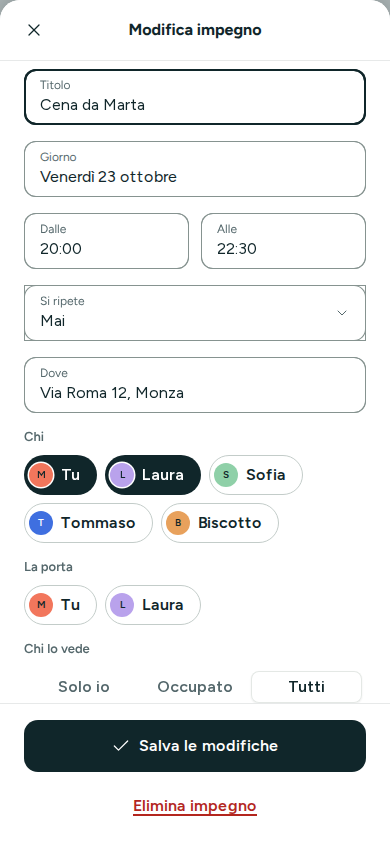 Modifica impegno
Titolo
Cena da Marta
Giorno
Venerdì 23 ottobre
Dalle
20:00
Alle
22:30
Si ripete
Mai
Dove
Via Roma 12, Monza
Chi
M Tu
L Laura
S Sofia
T Tommaso
B Biscotto
La porta
M Tu
L Laura
Chi lo vede
Solo io
Occupato
Tutti
Salva le modifiche
Elimina impegno